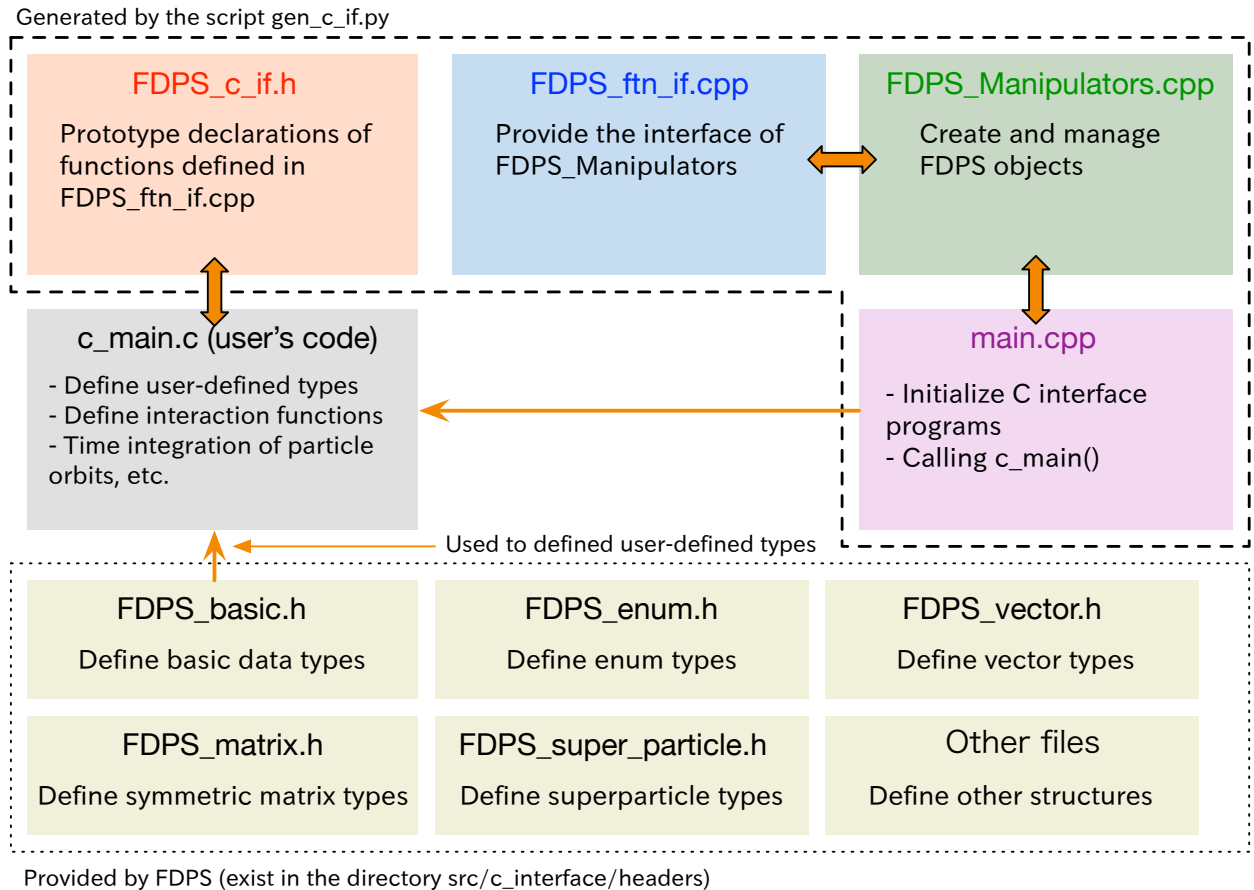 Generated by the script gen_c_if.py
FDPS_c_if.h
Prototype declarations of
functions defined in
FDPS_ftn_if.cpp
FDPS_ftn_if.cpp
Provide the interface of
FDPS_Manipulators
FDPS_Manipulators.cpp
Create and manage
FDPS objects
c_main.c (user’s code)
- Define user-defined types
- Define interaction functions
- Time integration of particle
orbits, etc.
main.cpp
- Initialize C interface
programs
- Calling c_main()
Used to defined user-defined types
FDPS_basic.h
Define basic data types
FDPS_enum.h
Define enum types
FDPS_vector.h
Define vector types
FDPS_matrix.h
Define symmetric matrix types
FDPS_super_particle.h
Define superparticle types
Other files
Define other structures
Provided by FDPS (exist in the directory src/c_interface/headers)